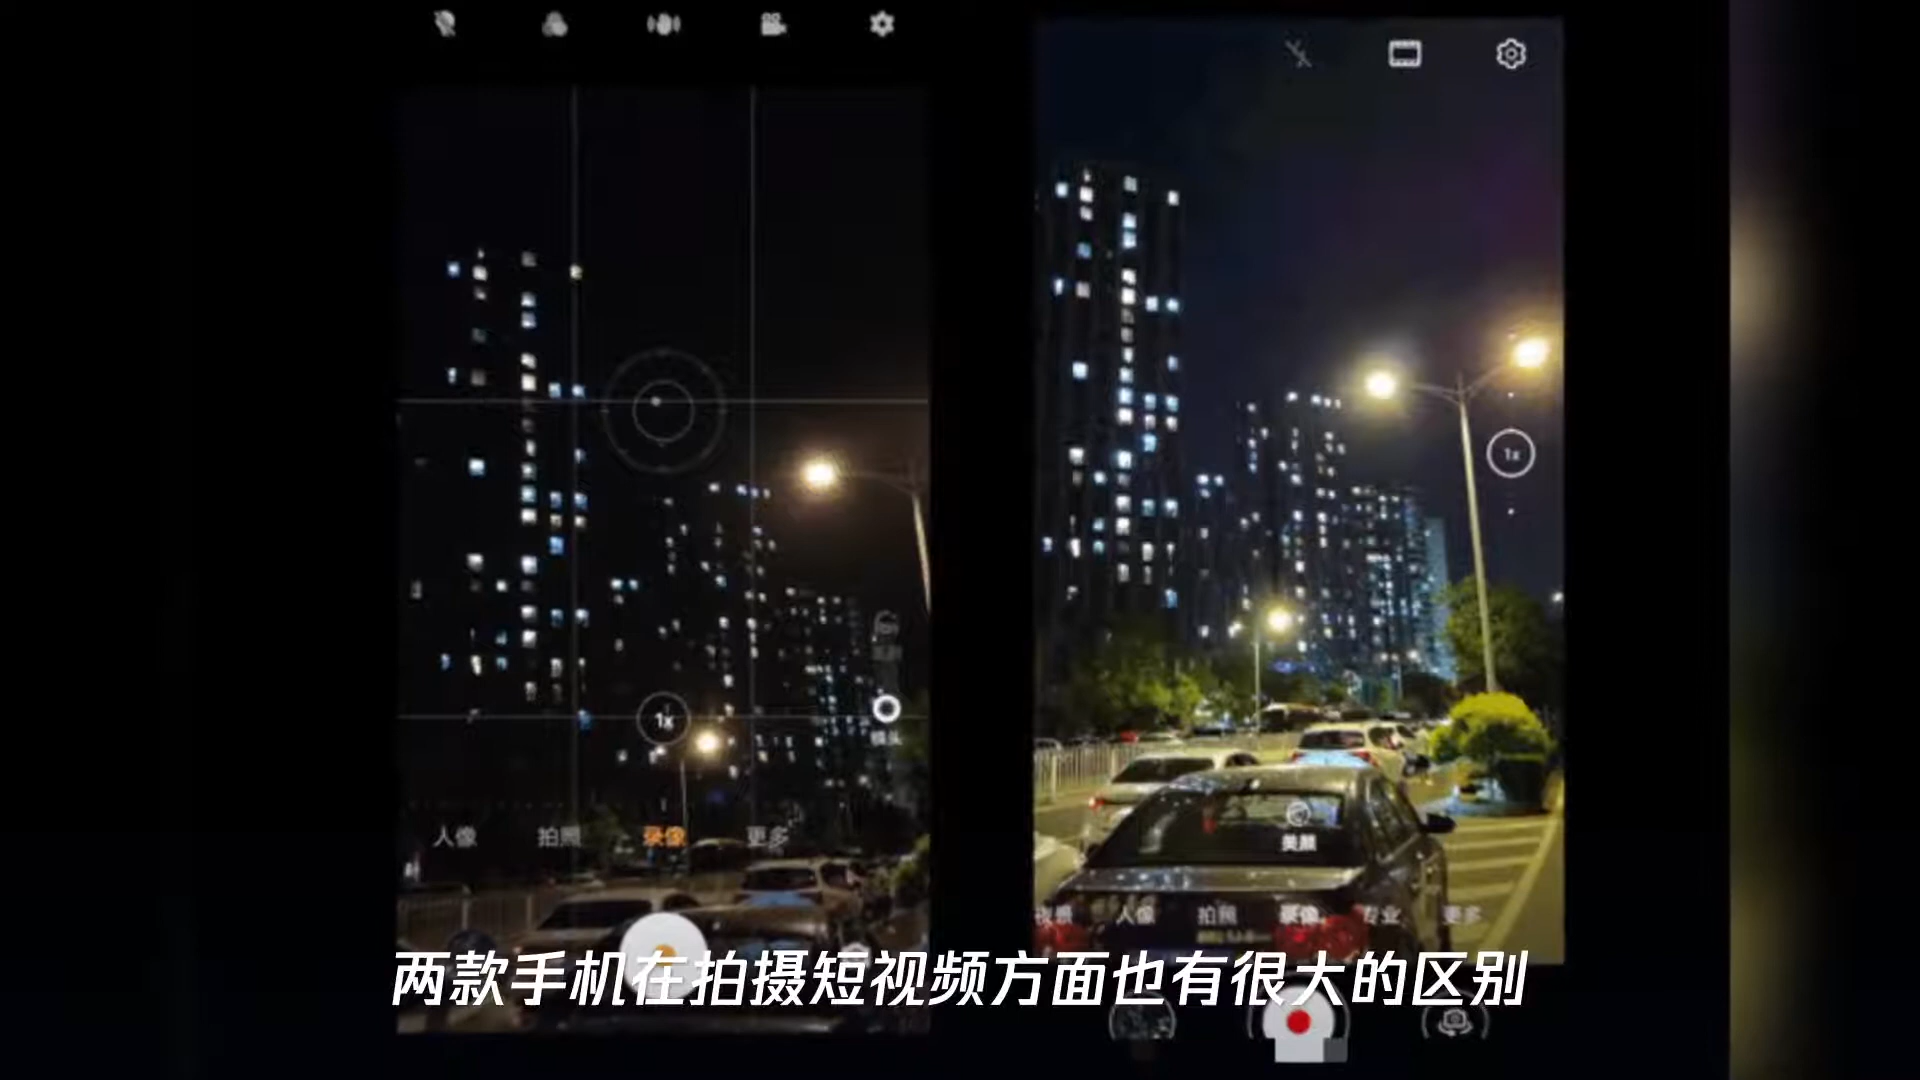 1x
1x
镜头
人像 拍照 录像 更多
美颜
夜景 人像 拍照 录像 专业 更多
两款手机在拍摄短视频方面也有很大的区别